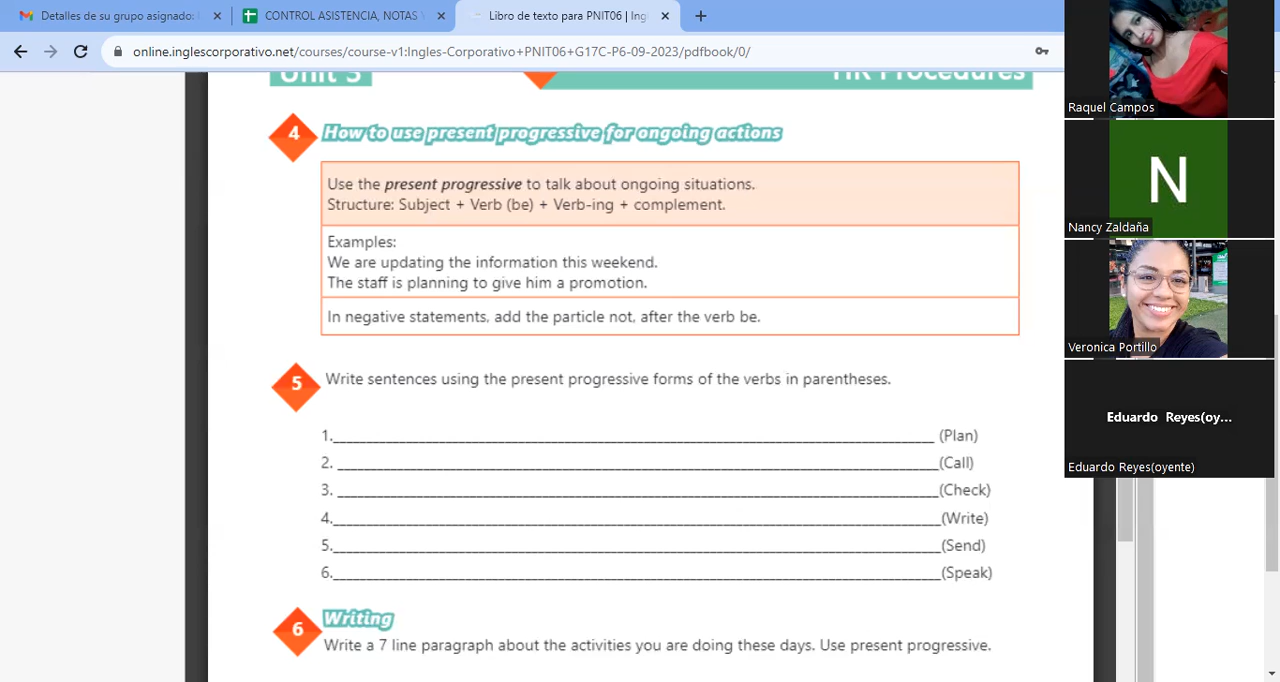 Detalles de su grupo asignado:
CONTROL ASISTENCIA, NOTAS Y
Libro de texto para PNIT06 | Ing
online.inglescorporativo.net/courses/course-v1:Ingles-Corporativo+PNIT06+G17C-P6-09-2023/pdfbook/0/
Unit 3
HR Procedures
4 How to use present progressive for ongoing actions
Use the present progressive to talk about ongoing situations.
Structure: Subject + Verb (be) + Verb-ing + complement.
Examples:
We are updating the information this weekend.
The staff is planning to give him a promotion.
In negative statements, add the particle not, after the verb be.
5 Write sentences using the present progressive forms of the verbs in parentheses.
1. (Plan)
2. (Call)
3. (Check)
4. (Write)
5. (Send)
6. (Speak)
6 Writing
Write a 7 line paragraph about the activities you are doing these days. Use present progressive.
Raquel Campos
N
Nancy Zaldaña
Veronica Portillo
Eduardo Reyes(oy...
Eduardo Reyes(oyente)